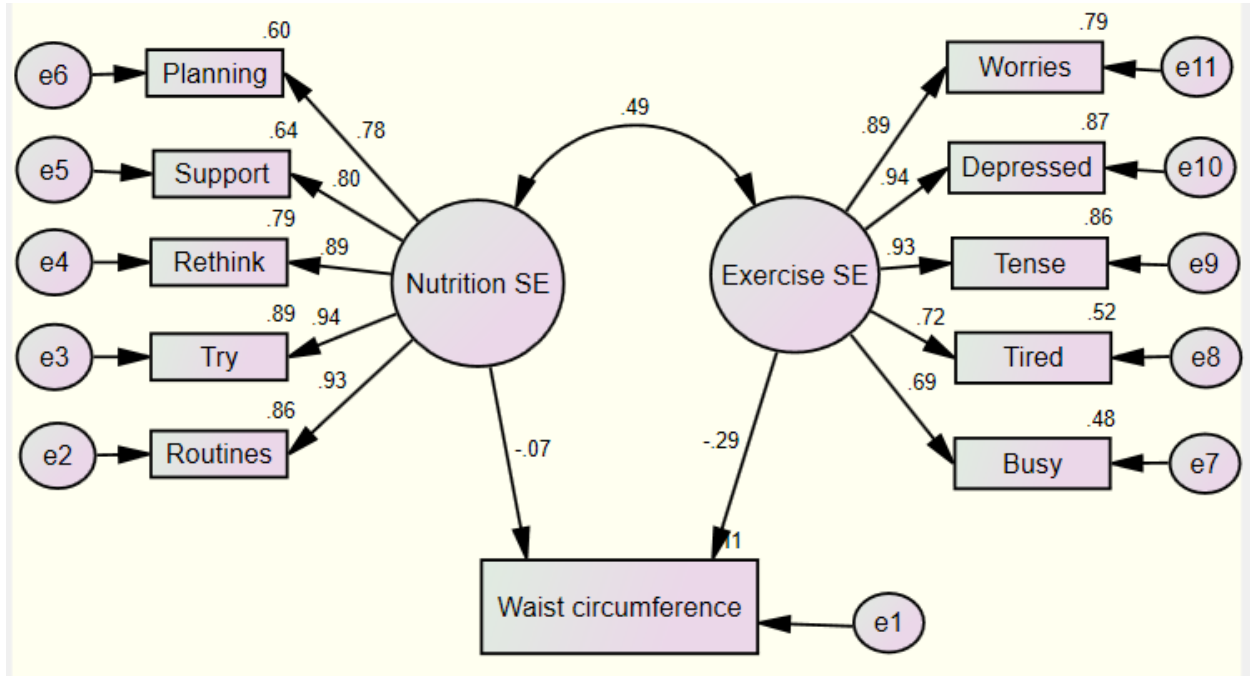 .60
.79
e6
Planning
Worries
e11
.49
.78
.89
.64
.87
e5
Support
.80
.94
Depressed
e10
.79
.86
e4
Rethink
.89
Nutrition SE
Exercise SE
.93
Tense
e9
.89
.94
.72
.52
e3
Try
Tired
e8
.93
.69
.86
.48
e2
Routines
-.07
-.29
Busy
e7
Waist circumference
e1